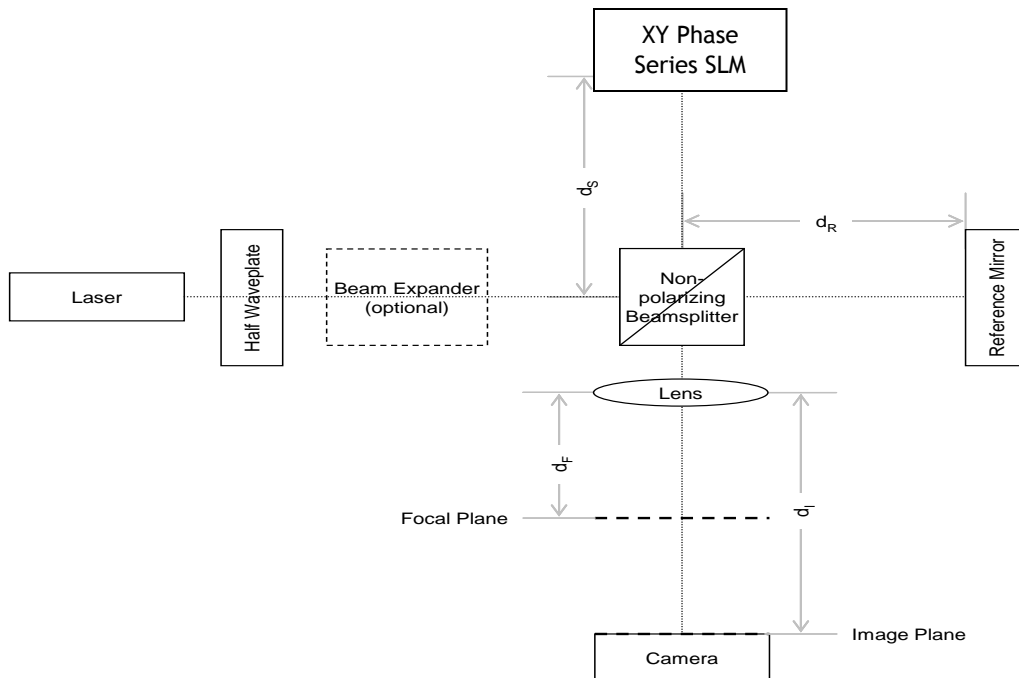 XY Phase
Series SLM
d_S
d_R
Laser
Half Waveplate
Beam Expander
(optional)
Non-
polarizing
Beamsplitter
Reference Mirror
Lens
d_F
d_I
Focal Plane
Image Plane
Camera